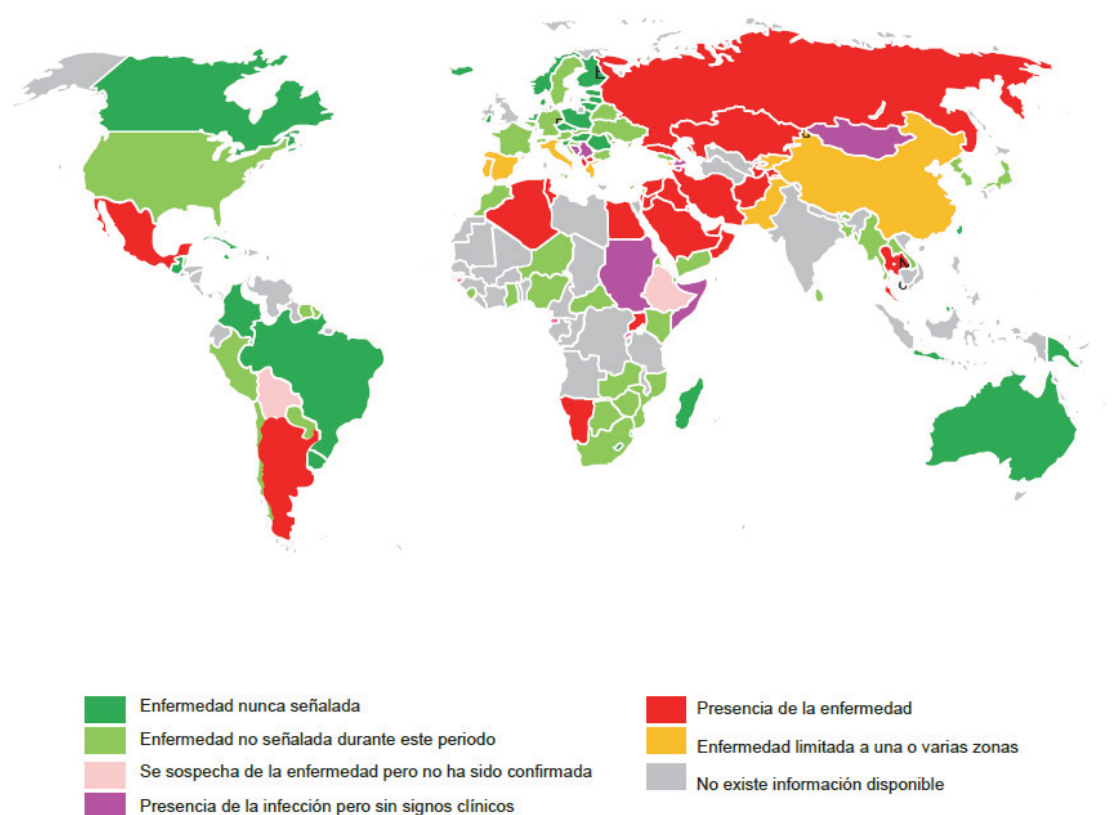 Enfermedad nunca señalada
Enfermedad no señalada durante este periodo
Se sospecha de la enfermedad pero no ha sido confirmada
Presencia de la infección pero sin signos clínicos
Presencia de la enfermedad
Enfermedad limitada a una o varias zonas
No existe información disponible